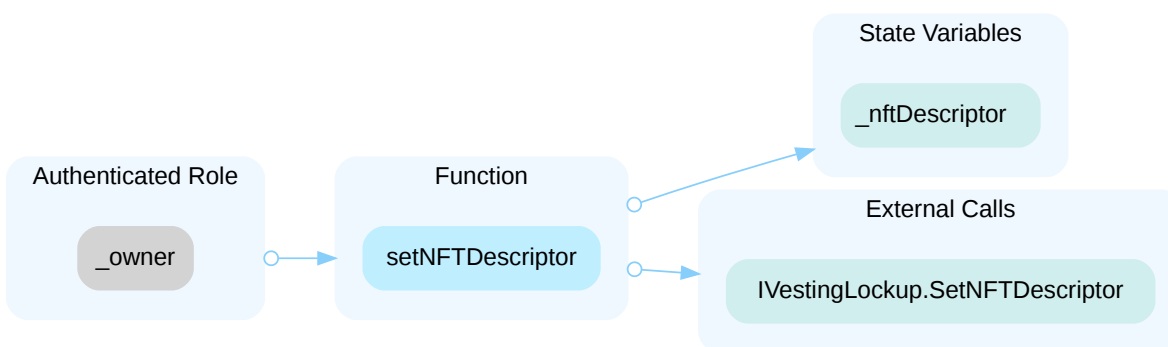 Authenticated Role
_owner
Function
setNFTDescriptor
State Variables
_nftDescriptor
External Calls
IVestingLockup.SetNFTDescriptor